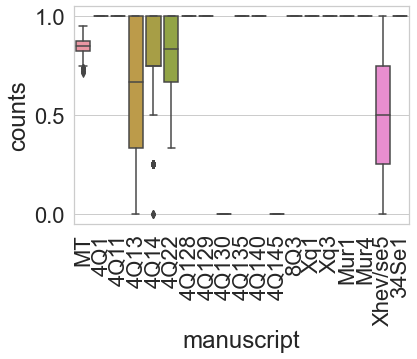 1.0
0.5
0.0
counts
MT
4Q1
4Q11
4Q13
4Q14
4Q22
4Q128
4Q129
4Q130
4Q135
4Q140
4Q145
8Q3
Xq1
Xq3
Mur1
Mur4
Xhev/se5
34Se1
manuscript